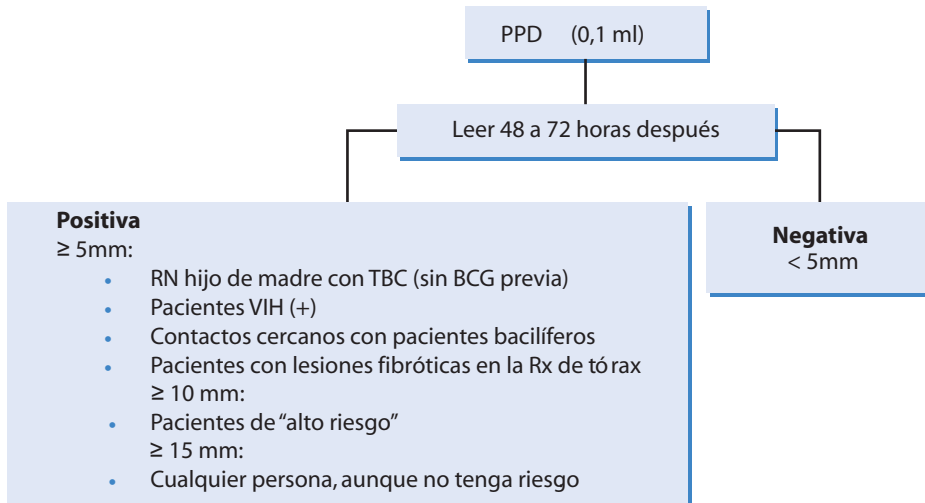 PPD (0,1 ml)
Leer 48 a 72 horas después
Positiva
≥ 5mm:
• RN hijo de madre con TBC (sin BCG previa)
• Pacientes VIH (+)
• Contactos cercanos con pacientes bacilíferos
• Pacientes con lesiones fibróticas en la Rx de tórax
≥ 10 mm:
• Pacientes de “alto riesgo”
≥ 15 mm:
• Cualquier persona, aunque no tenga riesgo
Negativa
< 5mm